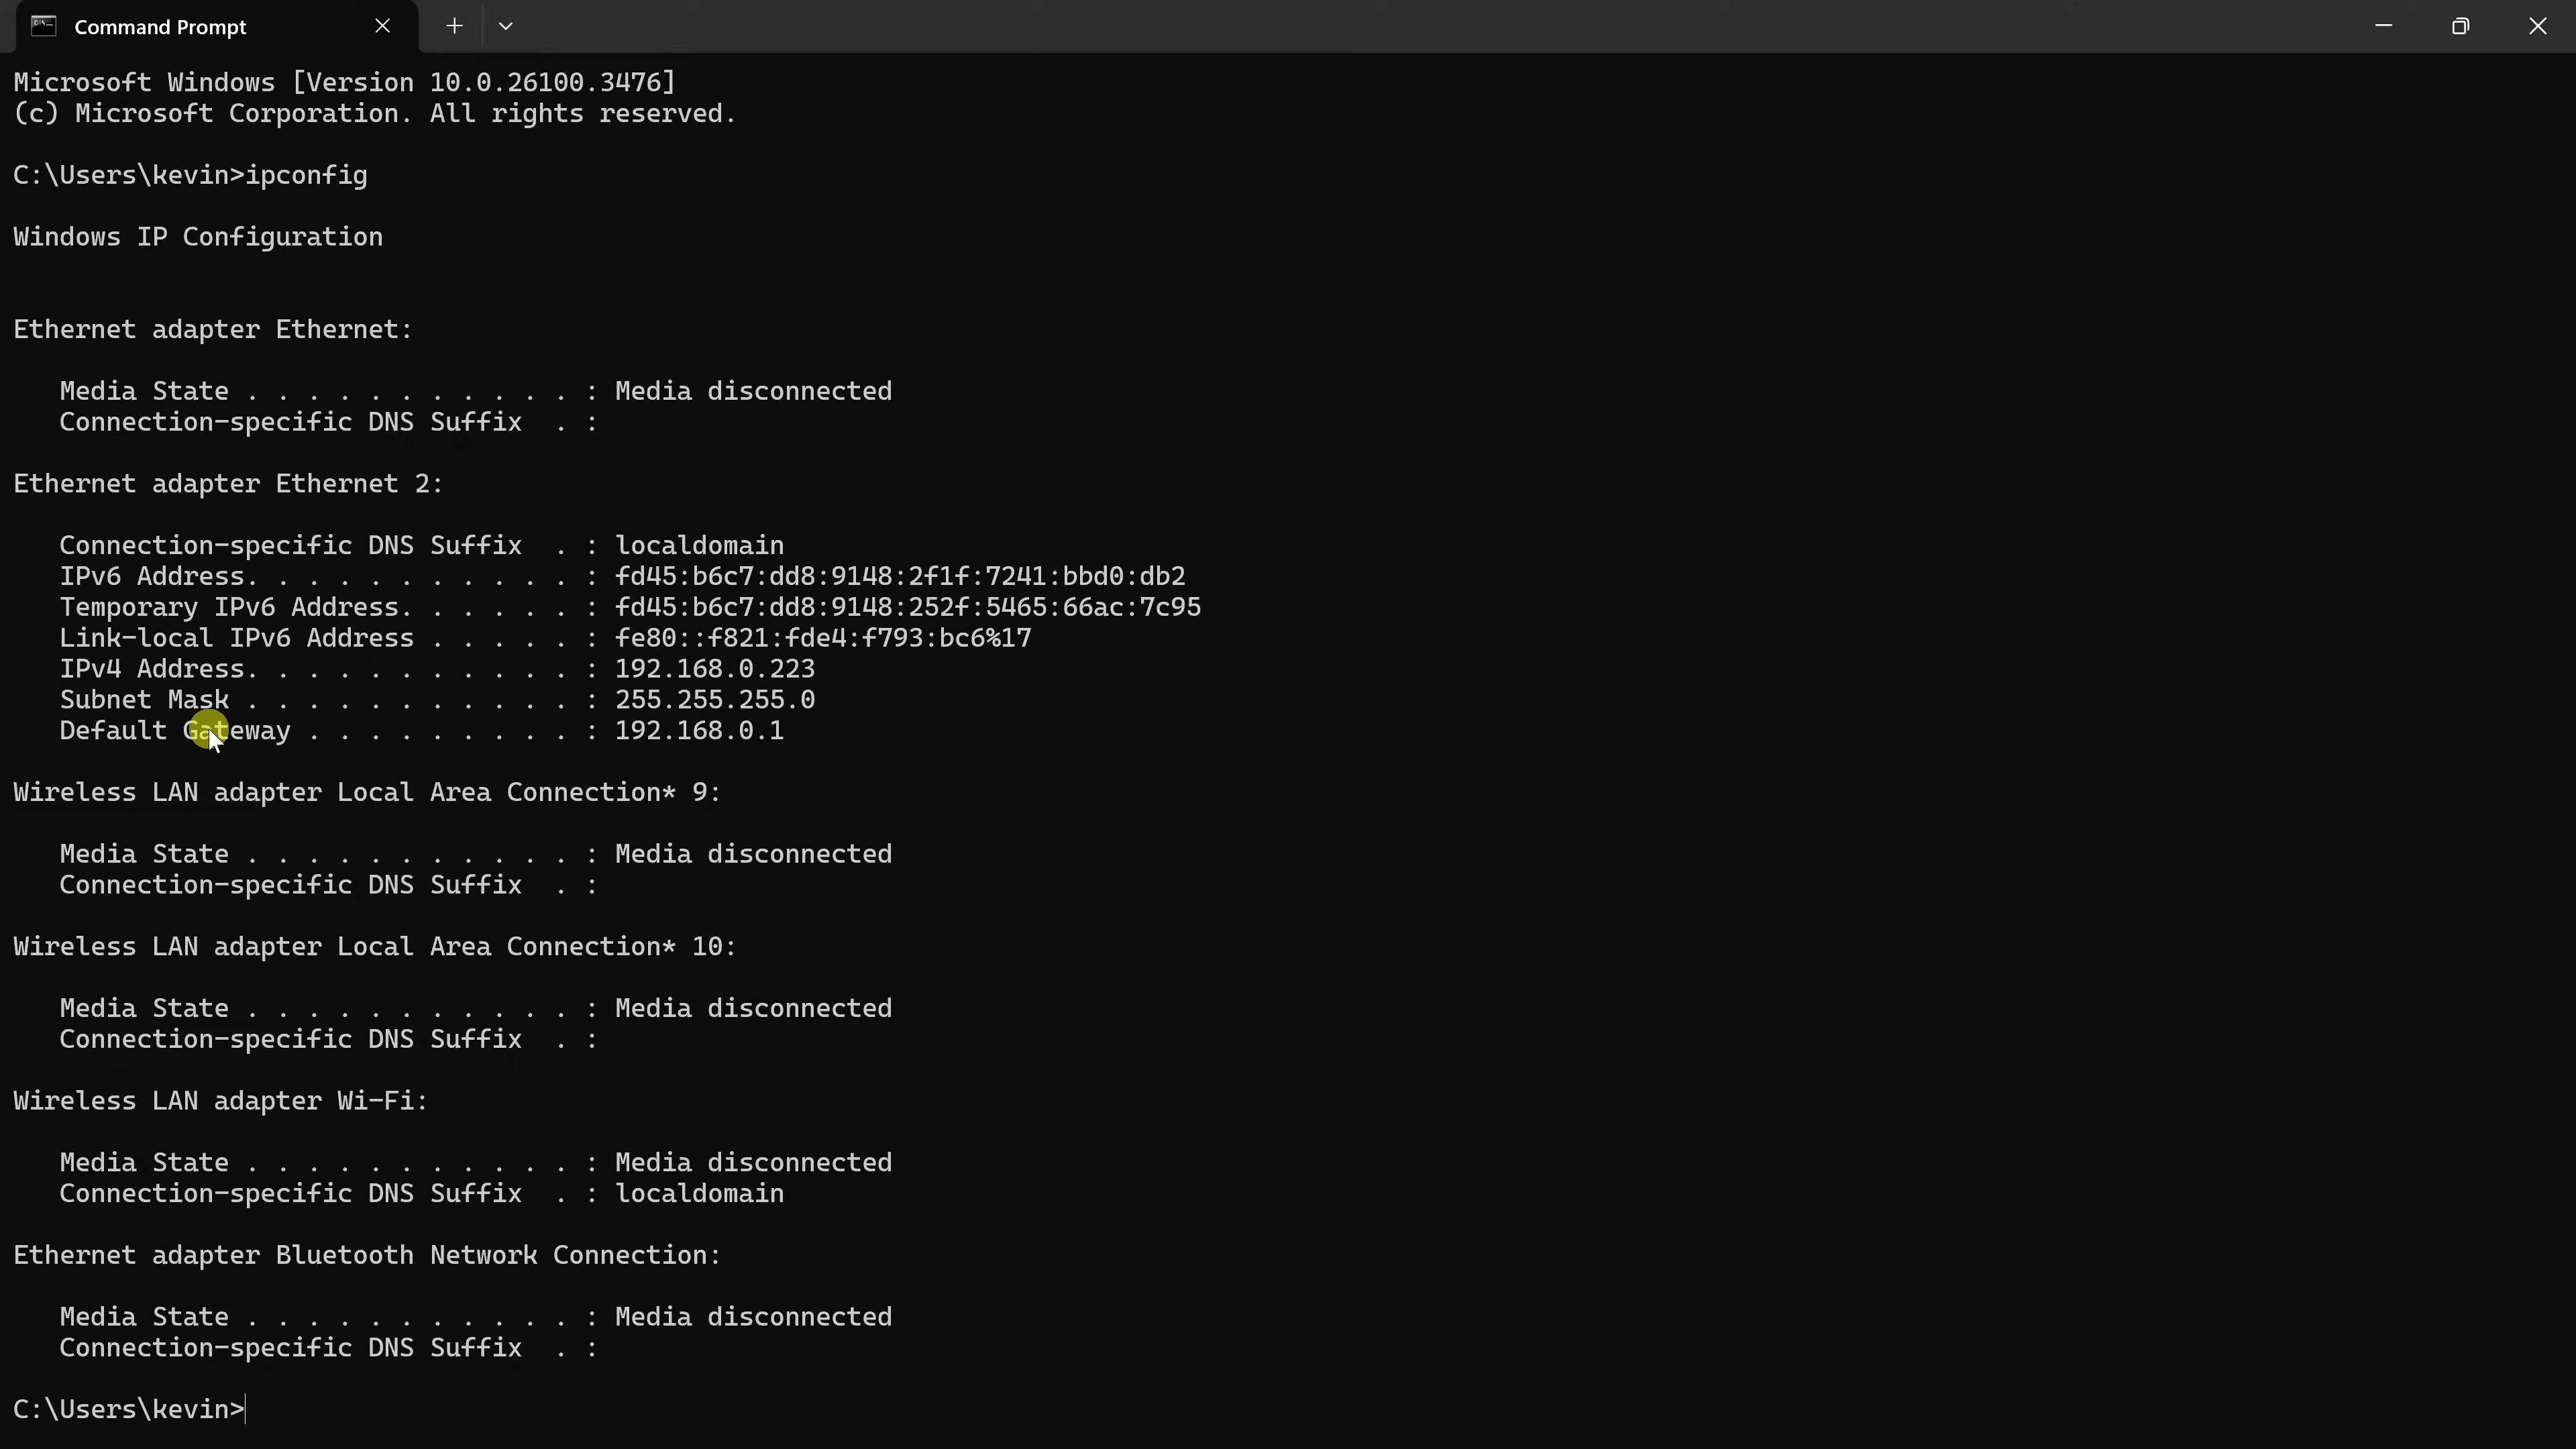 Command Prompt
Microsoft Windows [Version 10.0.26100.3476]
(c) Microsoft Corporation. All rights reserved.
C:\Users\kevin>ipconfig
Windows IP Configuration
Ethernet adapter Ethernet:
Media State . . . . . . . . . . . : Media disconnected
Connection-specific DNS Suffix  . :
Ethernet adapter Ethernet 2:
Connection-specific DNS Suffix  . : localdomain
IPv6 Address. . . . . . . . . . . : fd45:b6c7:dd8:9148:2f1f:7241:bbd0:db2
Temporary IPv6 Address. . . . . . : fd45:b6c7:dd8:9148:252f:5465:66ac:7c95
Link-local IPv6 Address . . . . . : fe80::f821:fde4:f793:bc6%17
IPv4 Address. . . . . . . . . . . : 192.168.0.223
Subnet Mask . . . . . . . . . . . : 255.255.255.0
Default Gateway . . . . . . . . . : 192.168.0.1
Wireless LAN adapter Local Area Connection* 9:
Media State . . . . . . . . . . . : Media disconnected
Connection-specific DNS Suffix  . :
Wireless LAN adapter Local Area Connection* 10:
Media State . . . . . . . . . . . : Media disconnected
Connection-specific DNS Suffix  . :
Wireless LAN adapter Wi-Fi:
Media State . . . . . . . . . . . : Media disconnected
Connection-specific DNS Suffix  . : localdomain
Ethernet adapter Bluetooth Network Connection:
Media State . . . . . . . . . . . : Media disconnected
Connection-specific DNS Suffix  . :
C:\Users\kevin>